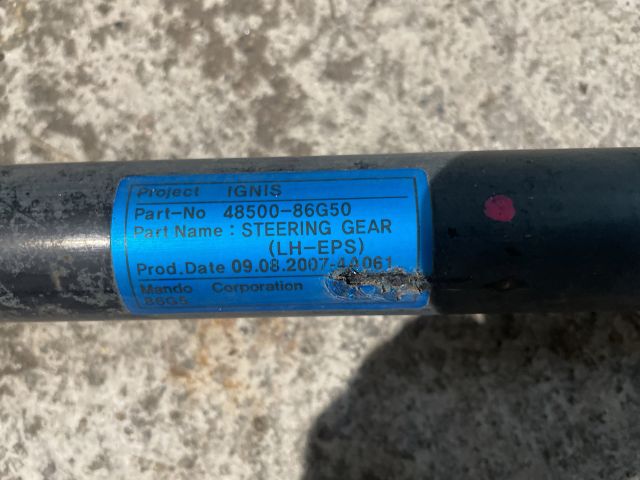 Project IGNIS
Part-No 48500-86G50
Part Name : STEERING GEAR
(LH-EPS)
Prod.Date 09.08.2007-4A061
Mando Corporation
86G5